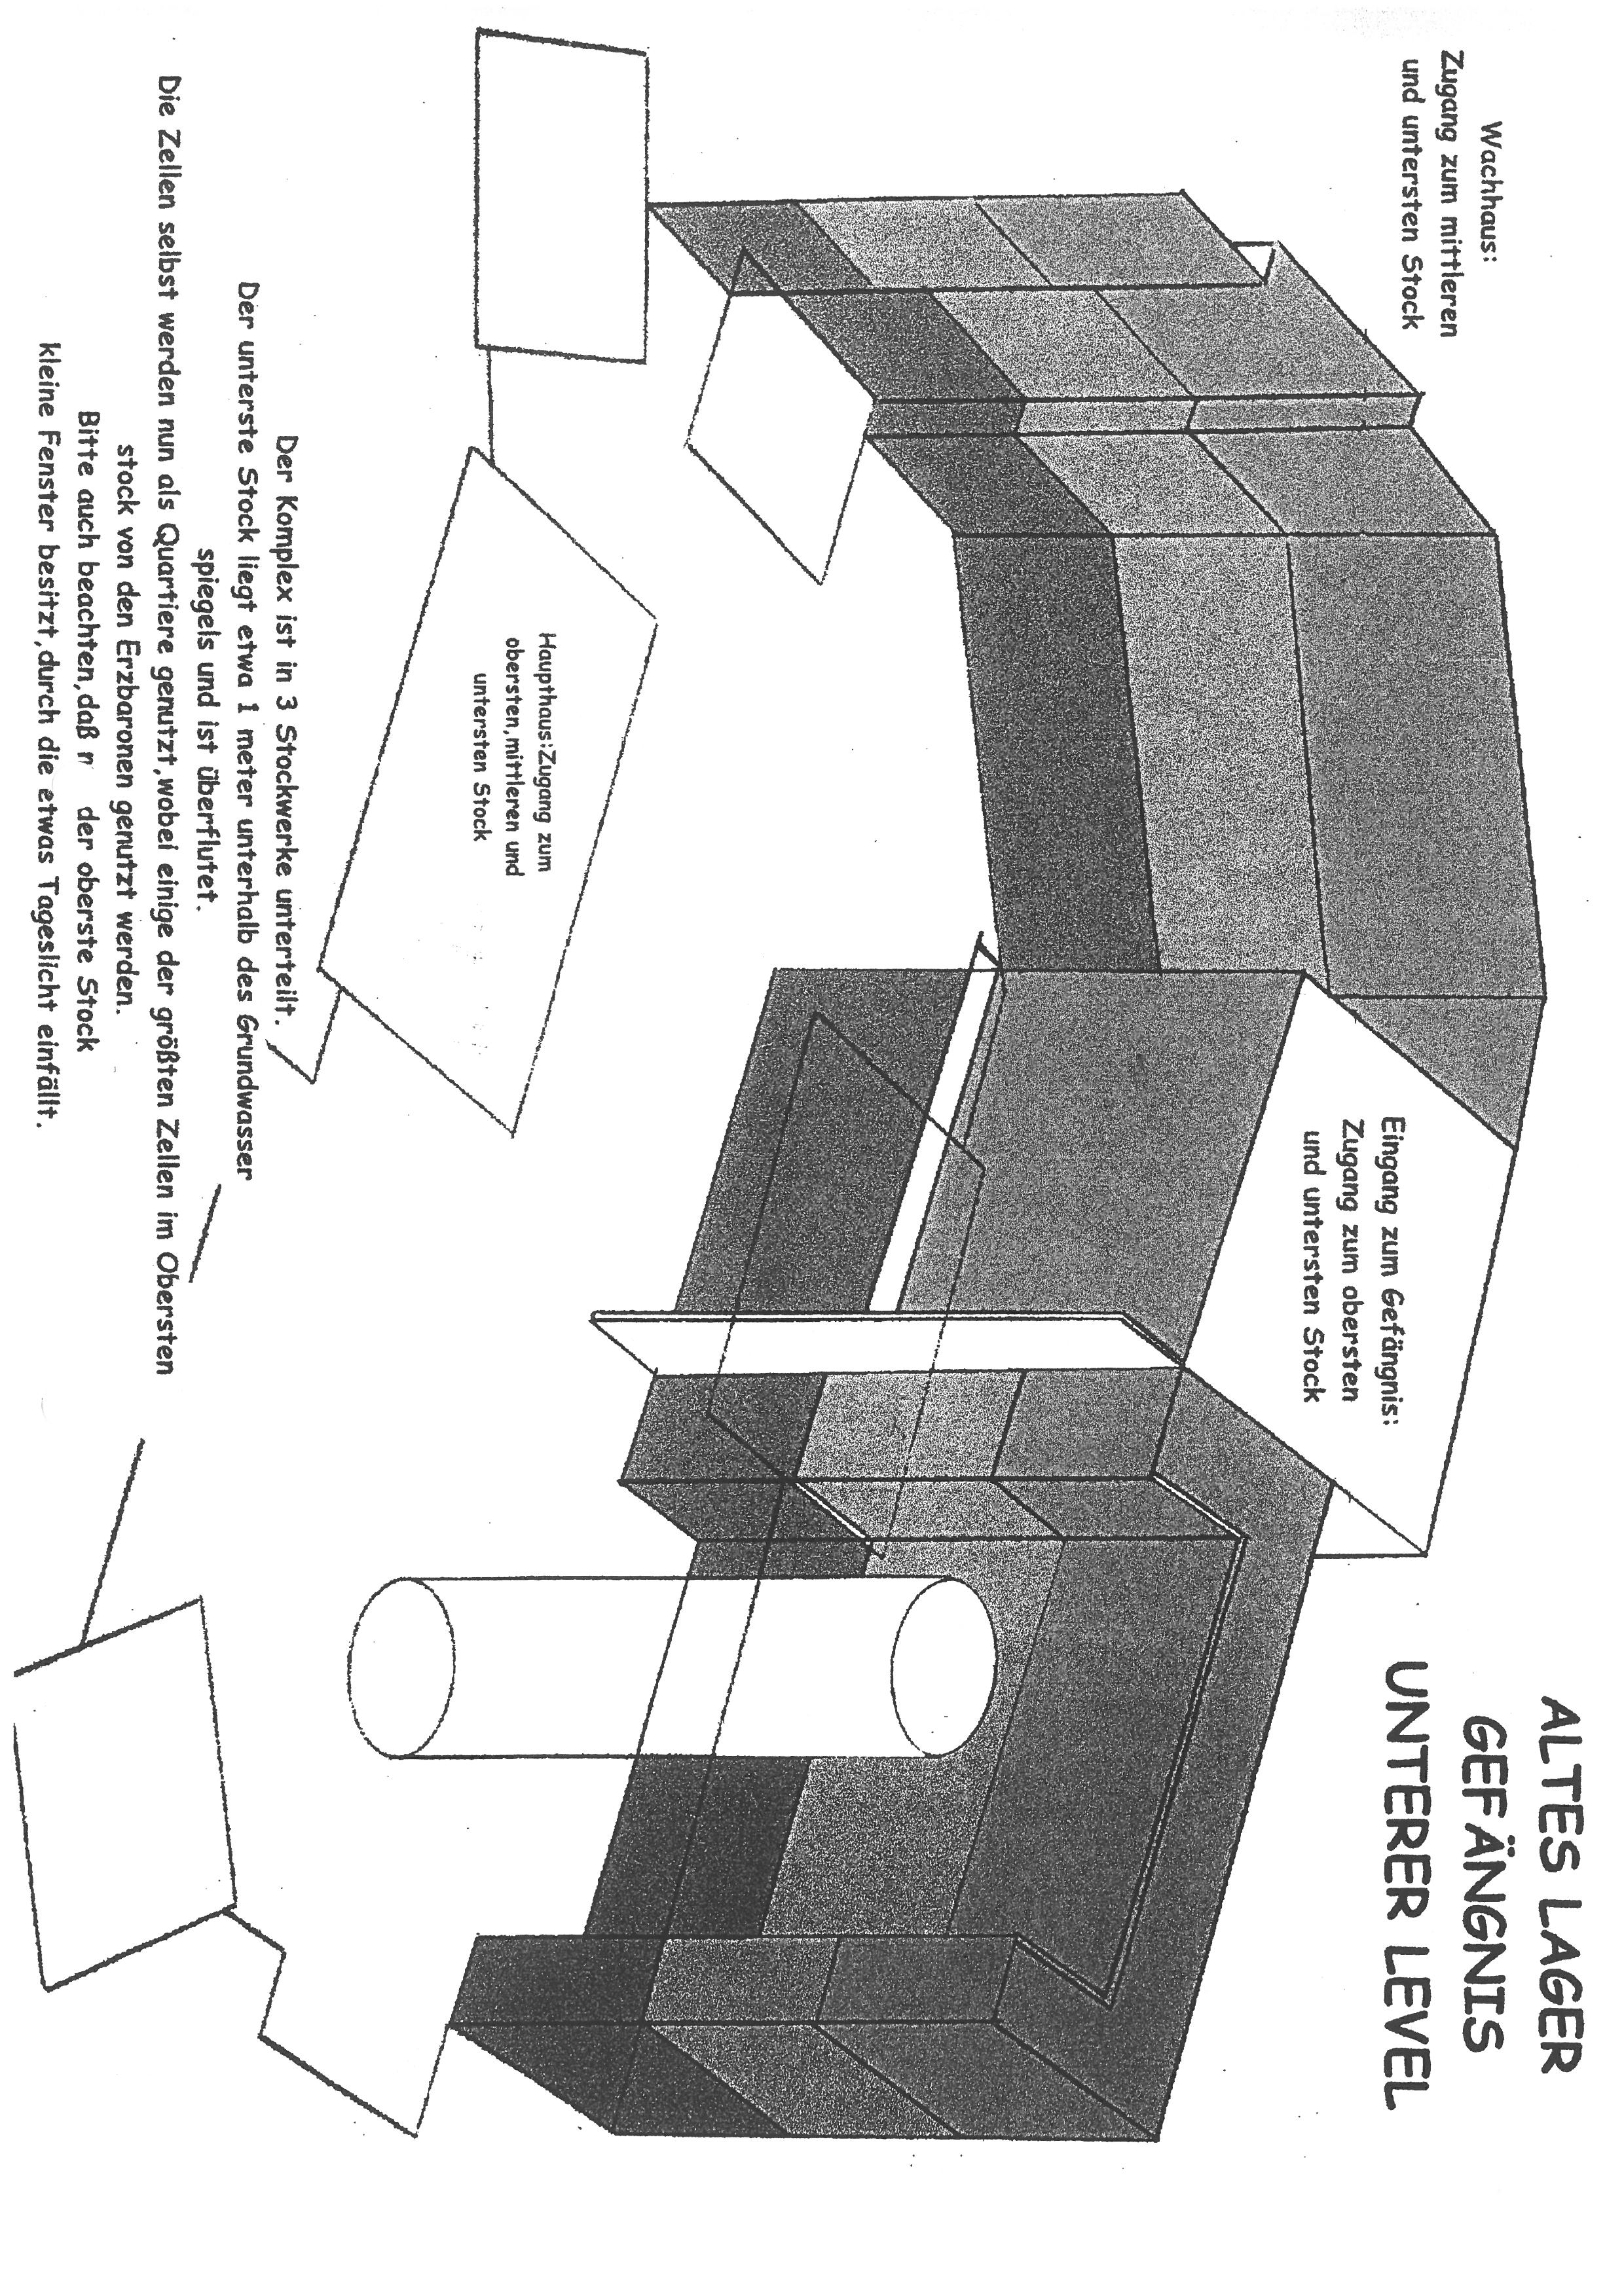 Wachhaus:
Zugang zum mittleren
und untersten Stock
ALTES LAGER
GEFÄNGNIS
UNTERER LEVEL
Eingang zum Gefängnis:
Zugang zum obersten
und untersten Stock
Haupthaus:Zugang zum
obersten,mittleren und
untersten Stock
Der Komplex ist in 3 Stockwerke unterteilt.
Der unterste Stock liegt etwa 1 meter unterhalb des Grundwasser
spiegels und ist überflutet.
Die Zellen selbst werden nun als Quartiere genutzt,wobei einige der größten Zellen im Obersten
stock von den Erzbaronen genutzt werden.
Bitte auch beachten,daß der oberste Stock
kleine Fenster besitzt,durch die etwas Tageslicht einfällt.